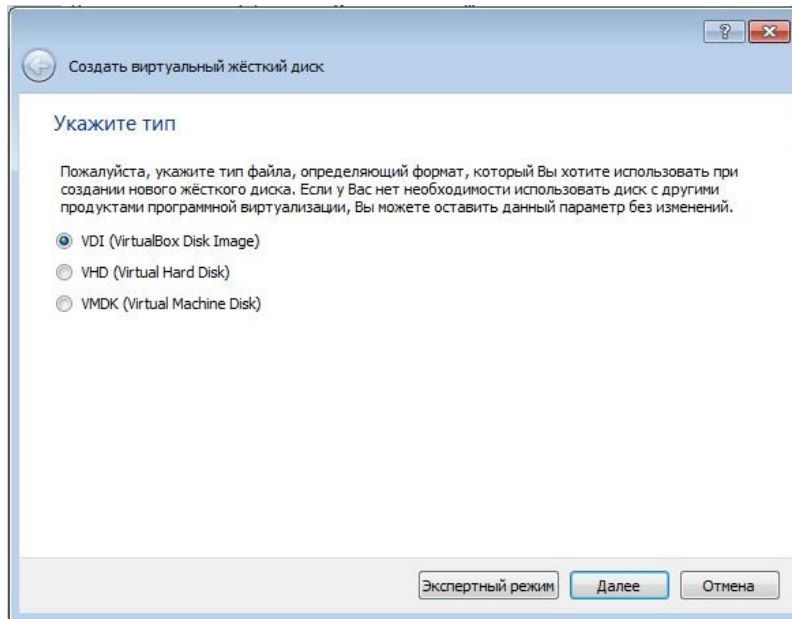 Создать виртуальный жёсткий диск
Укажите тип
Пожалуйста, укажите тип файла, определяющий формат, который Вы хотите использовать при
создании нового жёсткого диска. Если у Вас нет необходимости использовать диск с другими
продуктами программной виртуализации, Вы можете оставить данный параметр без изменений.
VDI (VirtualBox Disk Image)
VHD (Virtual Hard Disk)
VMDK (Virtual Machine Disk)
Экспертный режим Далее Отмена